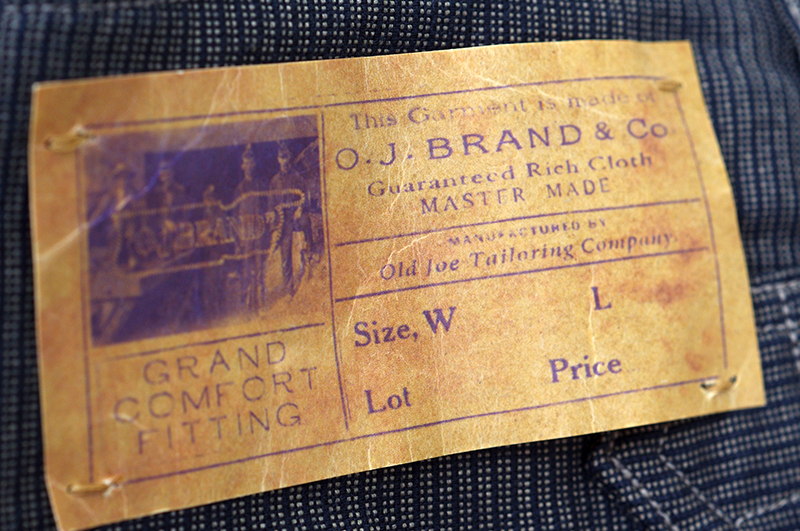 This Garment is made of
O.J. BRAND & Co
Guaranteed Rich Cloth
MASTER MADE
MANUFACTURED BY
Old Joe Tailoring Company.
Size, W L
Lot Price
BRAND
GRAND
COMFORT
FITTING